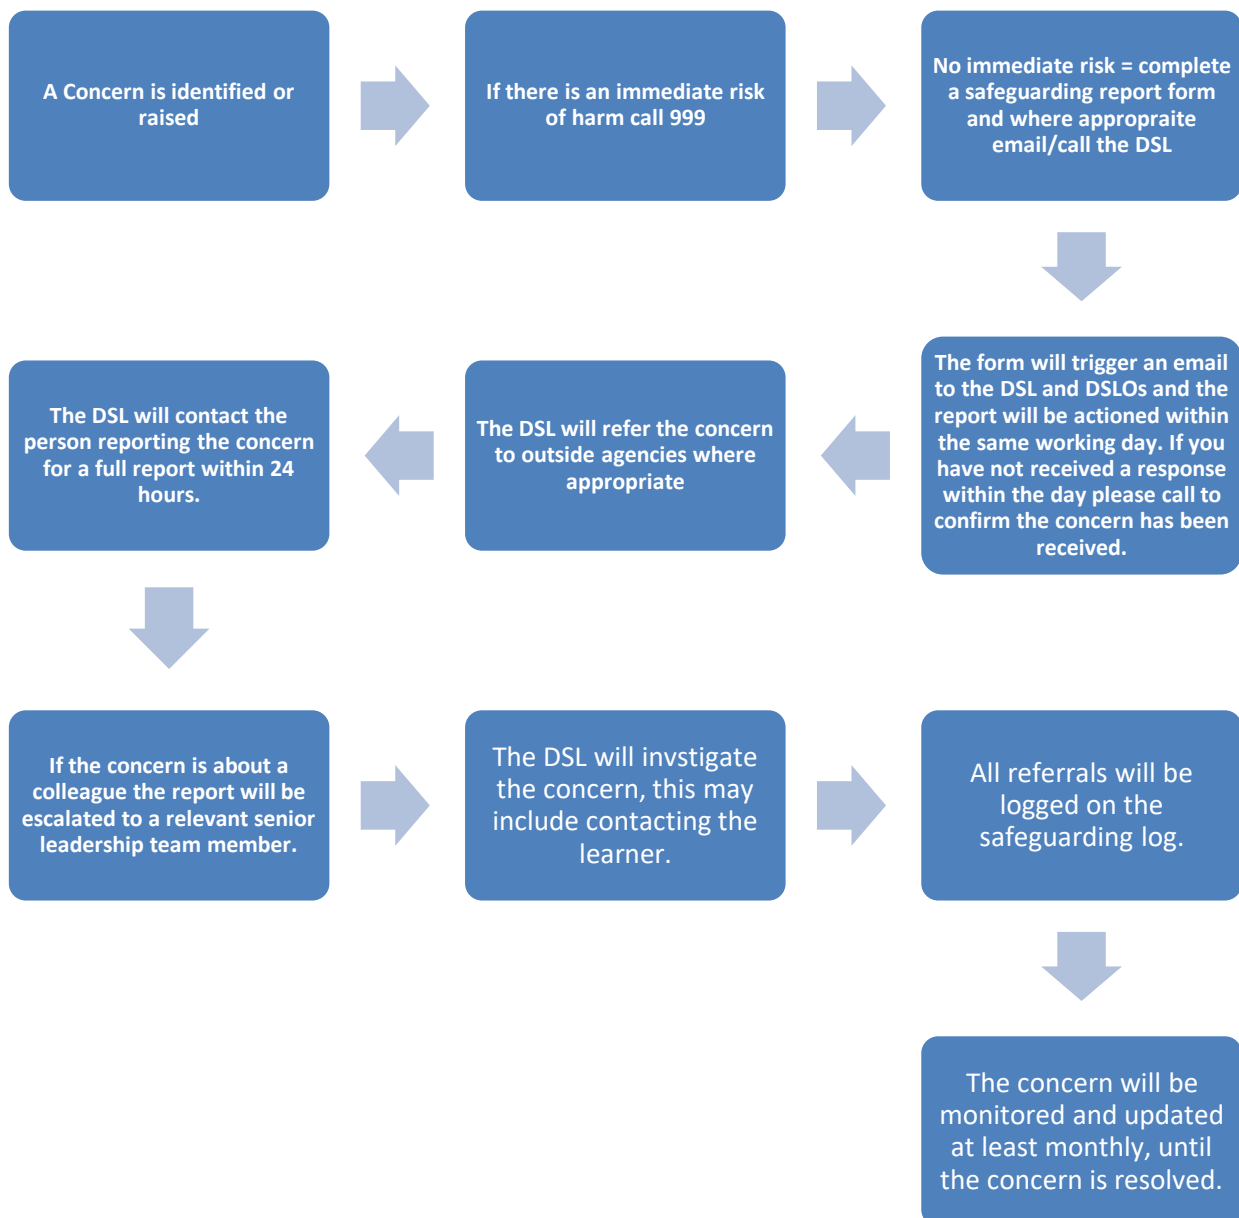 A Concern is identified or
raised
If there is an immediate risk
of harm call 999
No immediate risk = complete
a safeguarding report form
and where appropraite
email/call the DSL
The form will trigger an email
to the DSL and DSLOs and the
report will be actioned within
the same working day. If you
have not received a response
within the day please call to
confirm the concern has been
received.
The DSL will refer the concern
to outside agencies where
appropriate
The DSL will contact the
person reporting the concern
for a full report within 24
hours.
If the concern is about a
colleague the report will be
escalated to a relevant senior
leadership team member.
The DSL will invstigate
the concern, this may
include contacting the
learner.
All referrals will be
logged on the
safeguarding log.
The concern will be
monitored and updated
at least monthly, until
the concern is resolved.